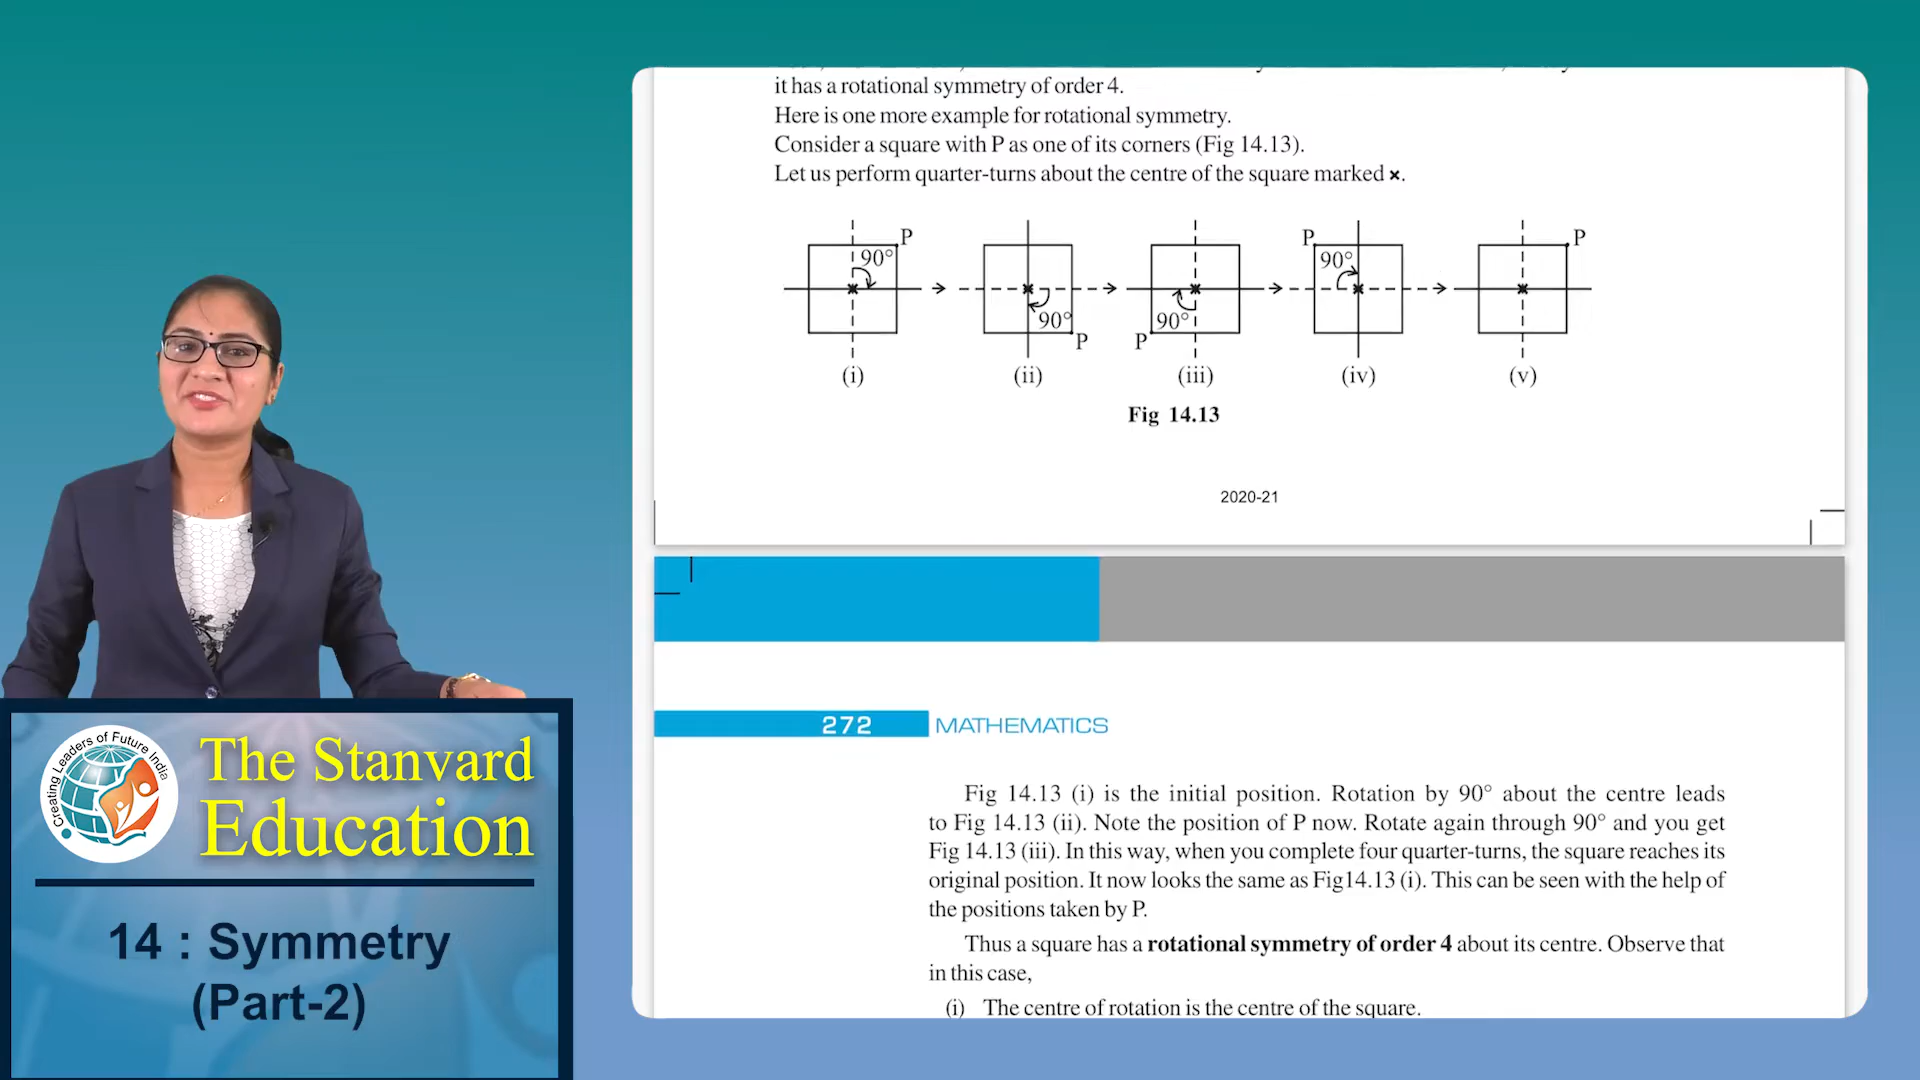 it has a rotational symmetry of order 4.
Here is one more example for rotational symmetry.
Consider a square with P as one of its corners (Fig 14.13).
Let us perform quarter-turns about the centre of the square marked ×.
P
90°
(i)
90°
P
(ii)
90°
P
(iii)
P
90°
(iv)
P
(v)
Fig 14.13
2020-21
272 MATHEMATICS
Fig 14.13 (i) is the initial position. Rotation by 90° about the centre leads
to Fig 14.13 (ii). Note the position of P now. Rotate again through 90° and you get
Fig 14.13 (iii). In this way, when you complete four quarter-turns, the square reaches its
original position. It now looks the same as Fig14.13 (i). This can be seen with the help of
the positions taken by P.
Thus a square has a rotational symmetry of order 4 about its centre. Observe that
in this case,
(i) The centre of rotation is the centre of the square.
Creating Leaders of Future India
The Stanvard
Education
14 : Symmetry
(Part-2)